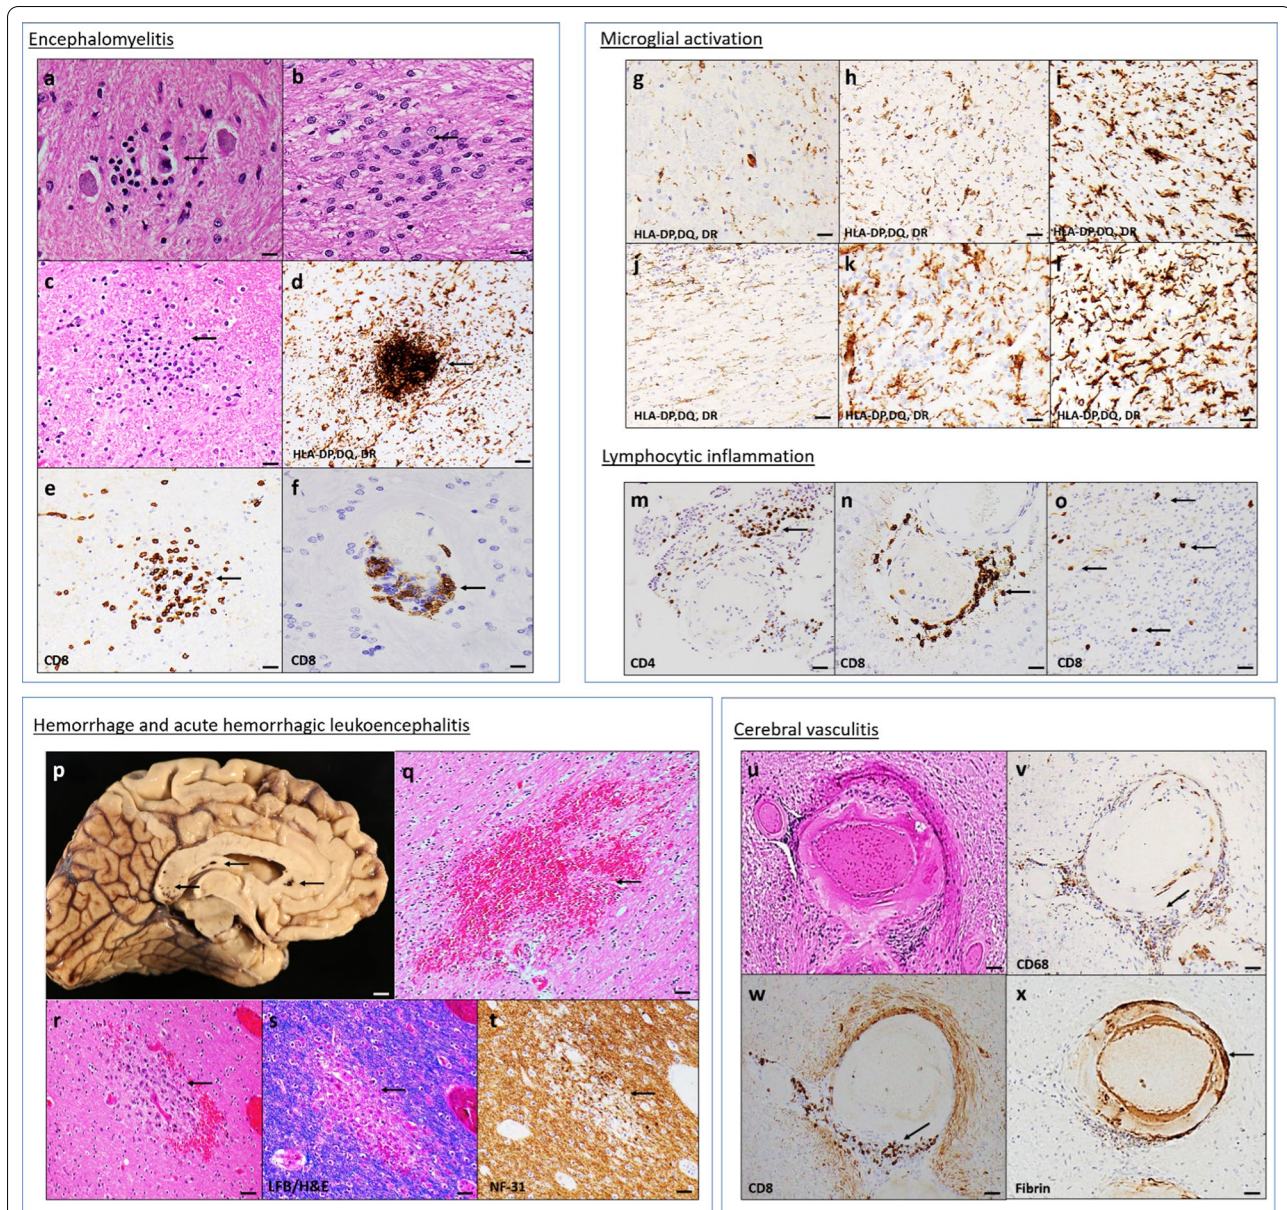 Encephalomyelitis
a
b
c
d
HLA-DP,DQ, DR
e
CD8
f
CD8
Microglial activation
g
HLA-DP,DQ, DR
h
HLA-DP,DQ, DR
i
HLA-DP,DQ, DR
j
HLA-DP,DQ, DR
k
HLA-DP,DQ, DR
l
HLA-DP,DQ, DR
Lymphocytic inflammation
m
CD4
n
CD8
o
CD8
Hemorrhage and acute hemorrhagic leukoencephalitis
p
q
r
s
LFB/H&E
t
NF-31
Cerebral vasculitis
u
v
CD68
w
CD8
x
Fibrin